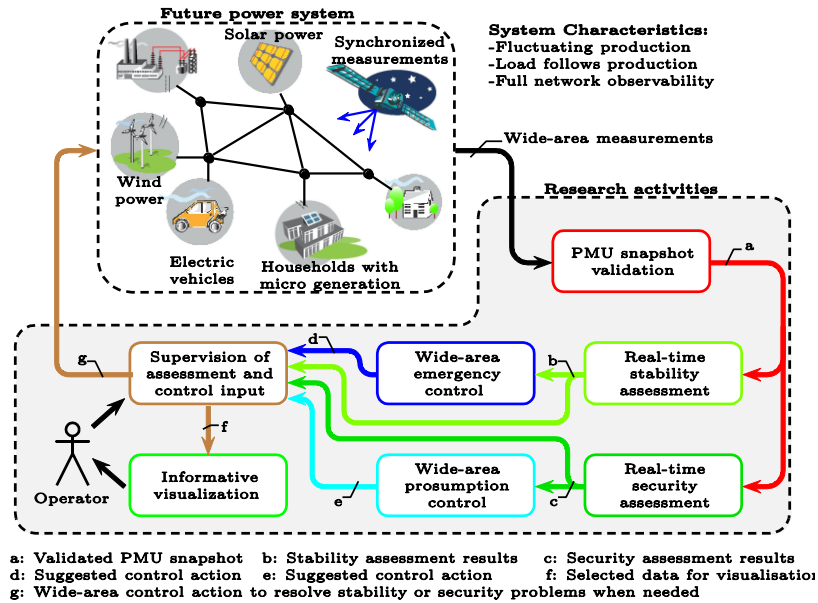 Future power system
Solar power
Synchronized
measurements
Wind
power
Electric
vehicles
Households with
micro generation
System Characteristics:
-Fluctuating production
-Load follows production
-Full network observability
Wide-area measurements
Research activities
PMU snapshot
validation
a
g
Supervision of
assessment and
control input
d
Wide-area
emergency
control
b
Real-time
stability
assessment
f
Operator
Informative
visualization
e
Wide-area
prosumption
control
c
Real-time
security
assessment
a: Validated PMU snapshot b: Stability assessment results c: Security assessment results
d: Suggested control action e: Suggested control action f: Selected data for visualisation
g: Wide-area control action to resolve stability or security problems when needed